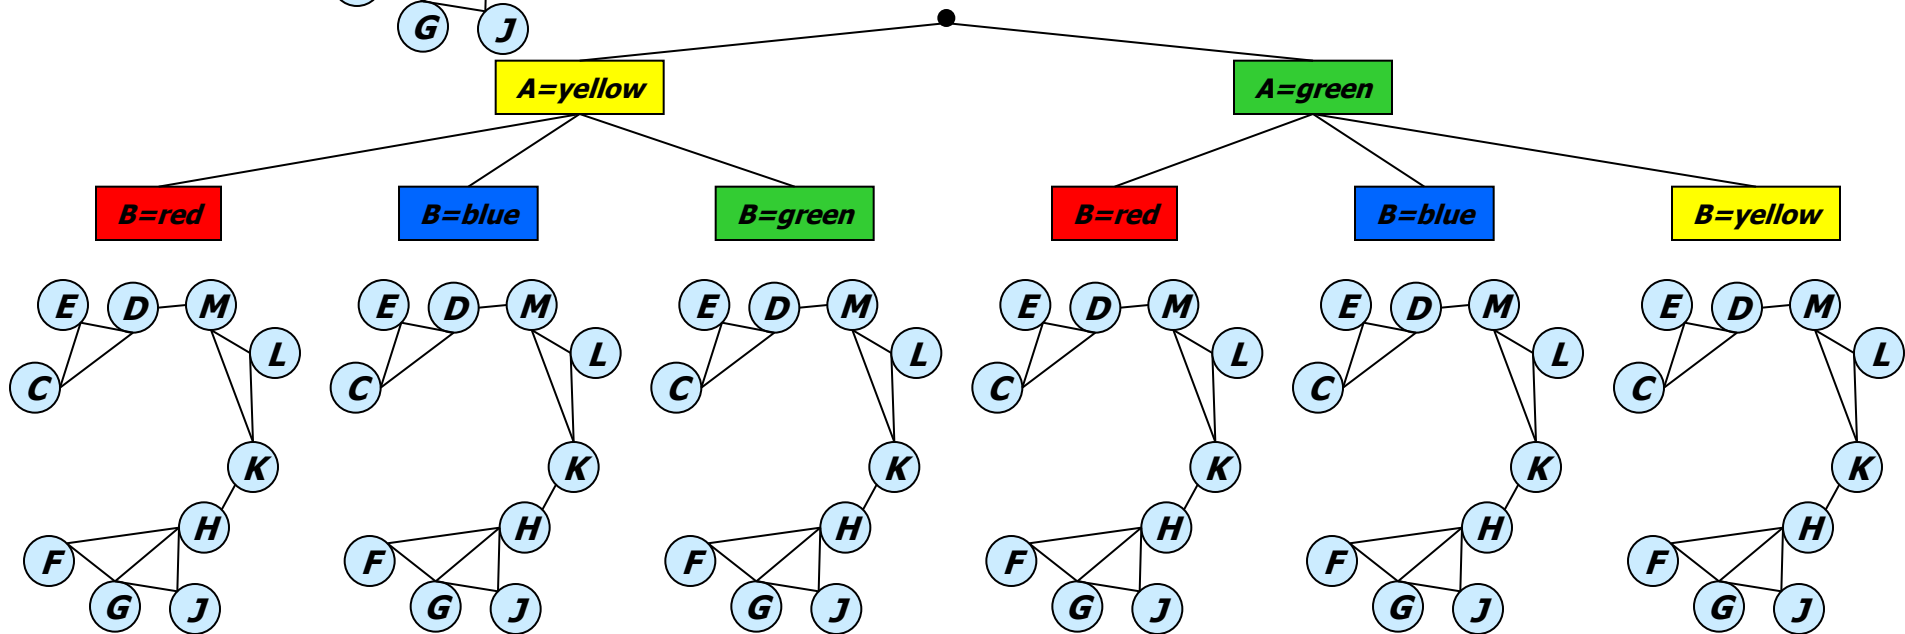 G J
A=yellow A=green
B=red B=blue B=green B=red B=blue B=yellow
E D M E D M E D M E D M E D M E D M
L L L L L L
C C C C C C
K K K K K K
H H H H H H
F F F F F F
G J G J G J G J G J G J